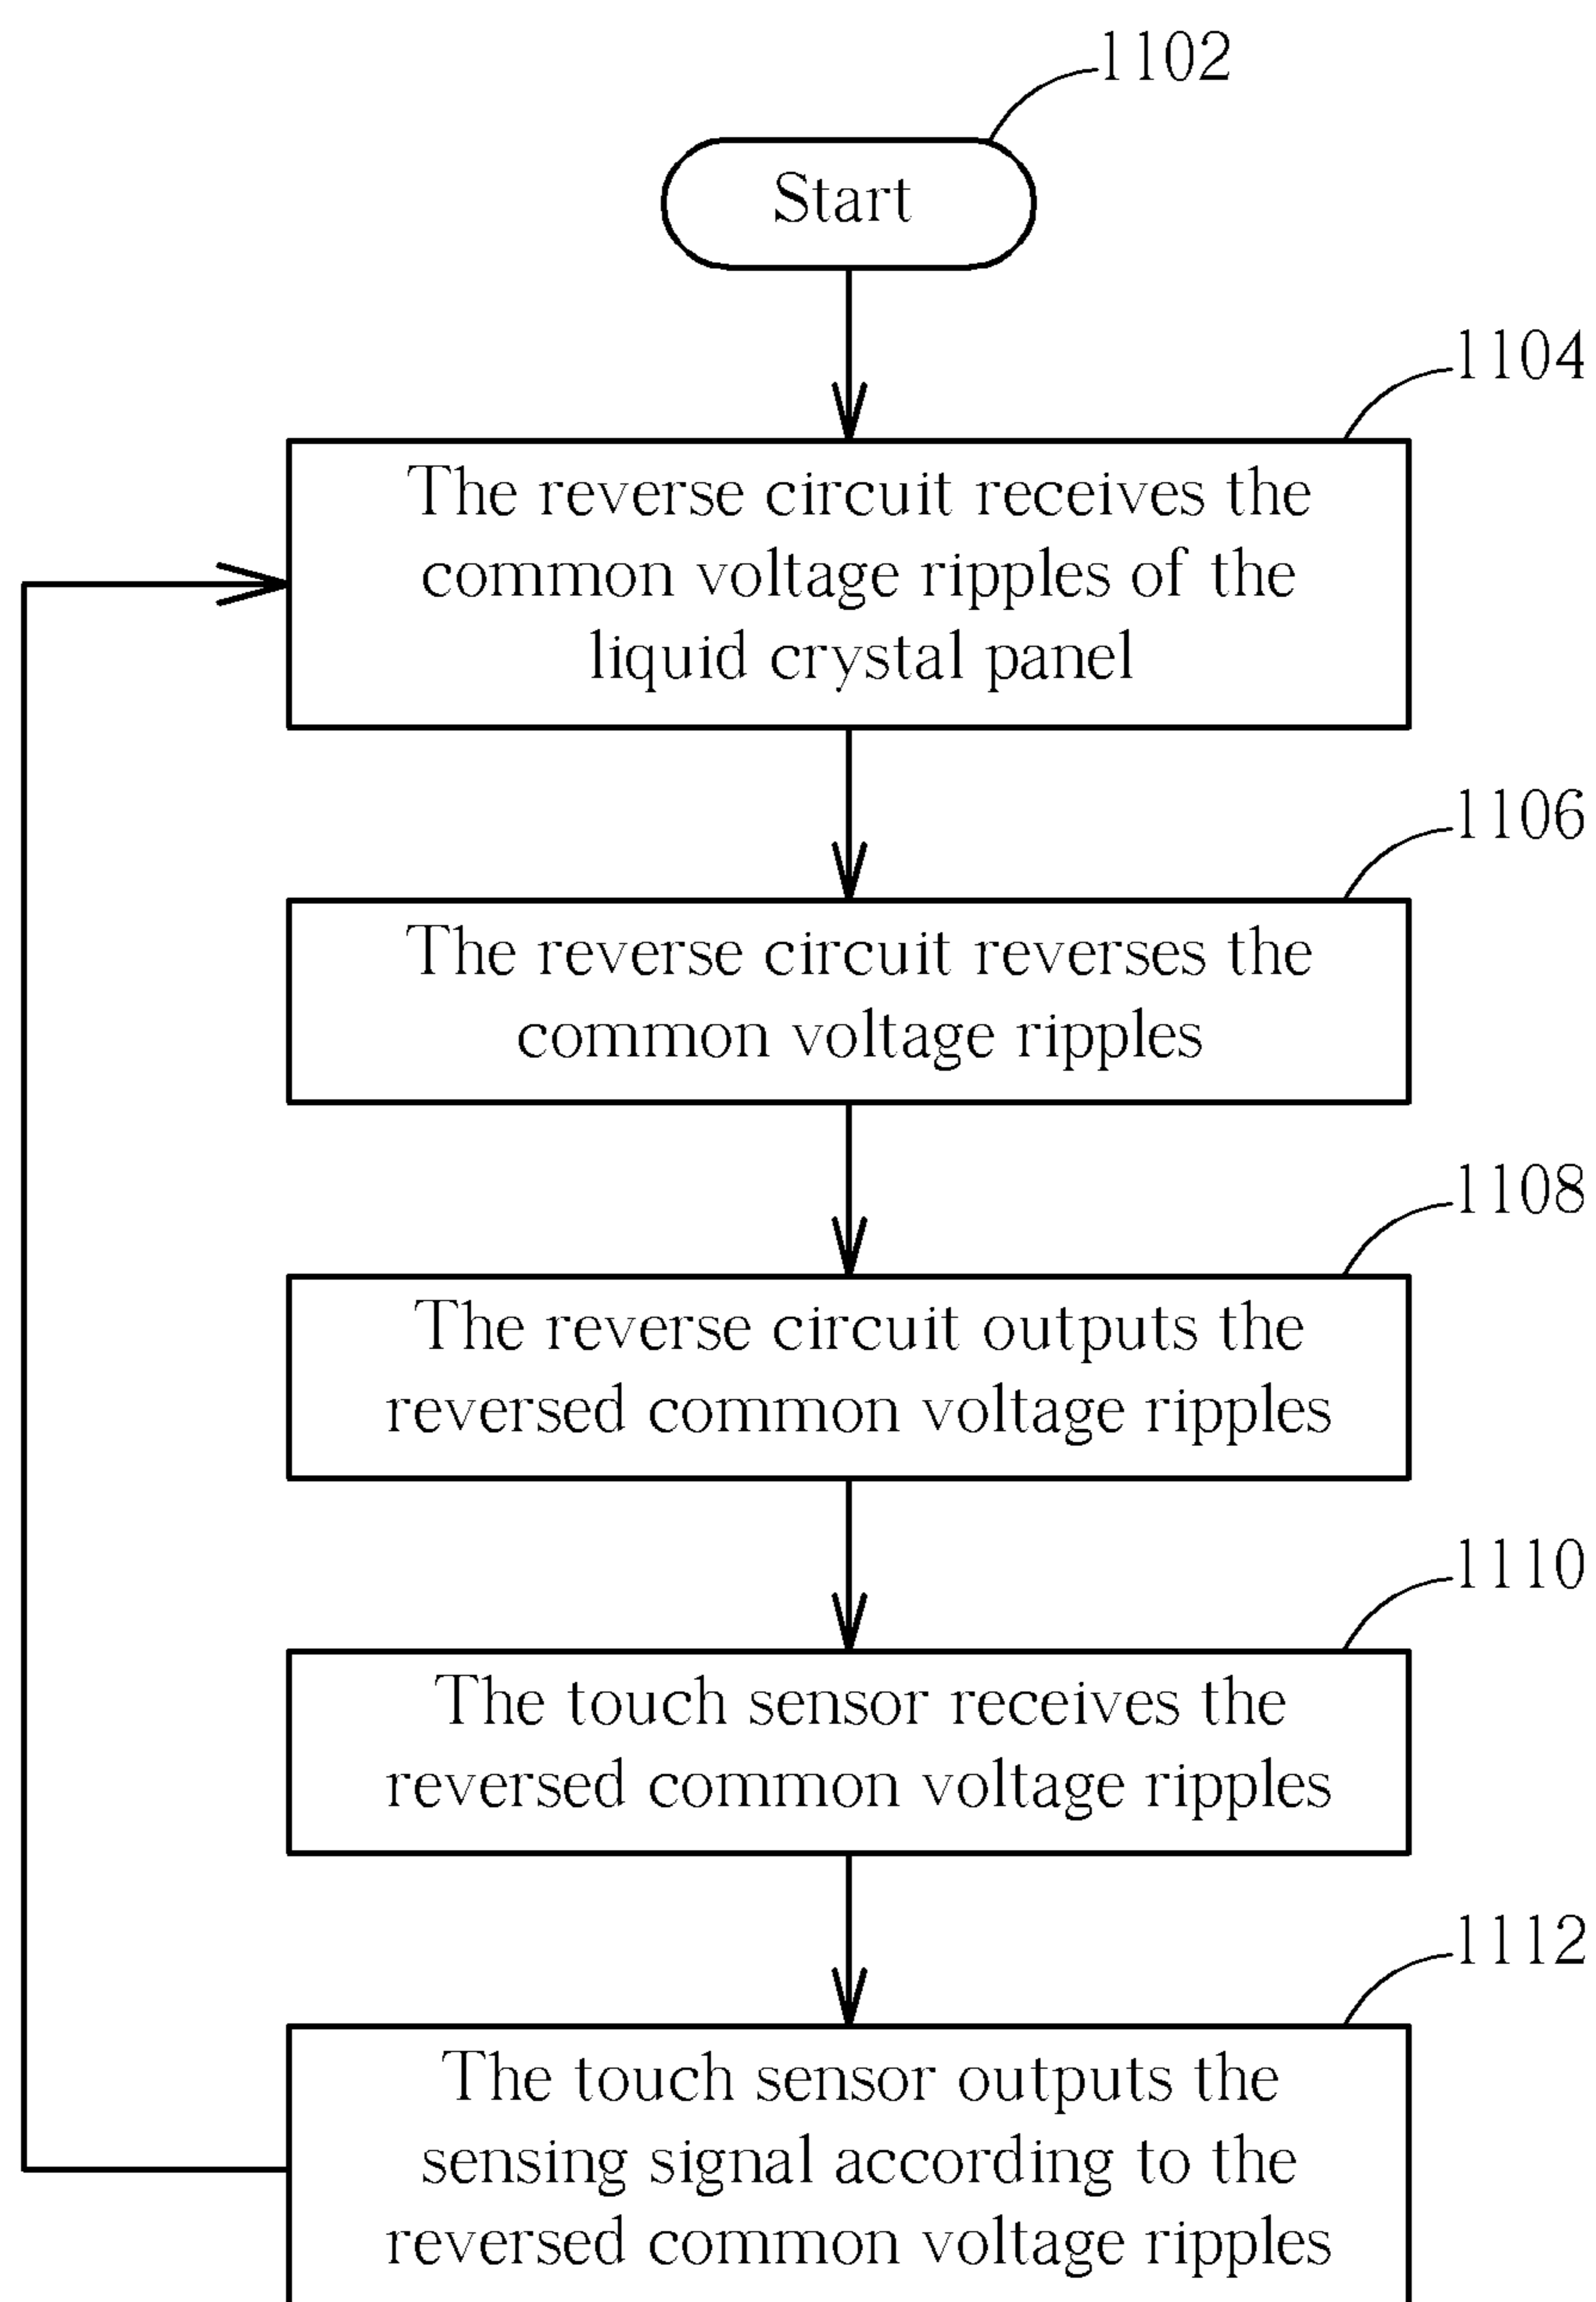 1102
Start
1104
The reverse circuit receives the
common voltage ripples of the
liquid crystal panel
1106
The reverse circuit reverses the
common voltage ripples
1108
The reverse circuit outputs the
reversed common voltage ripples
1110
The touch sensor receives the
reversed common voltage ripples
1112
The touch sensor outputs the
sensing signal according to the
reversed common voltage ripples